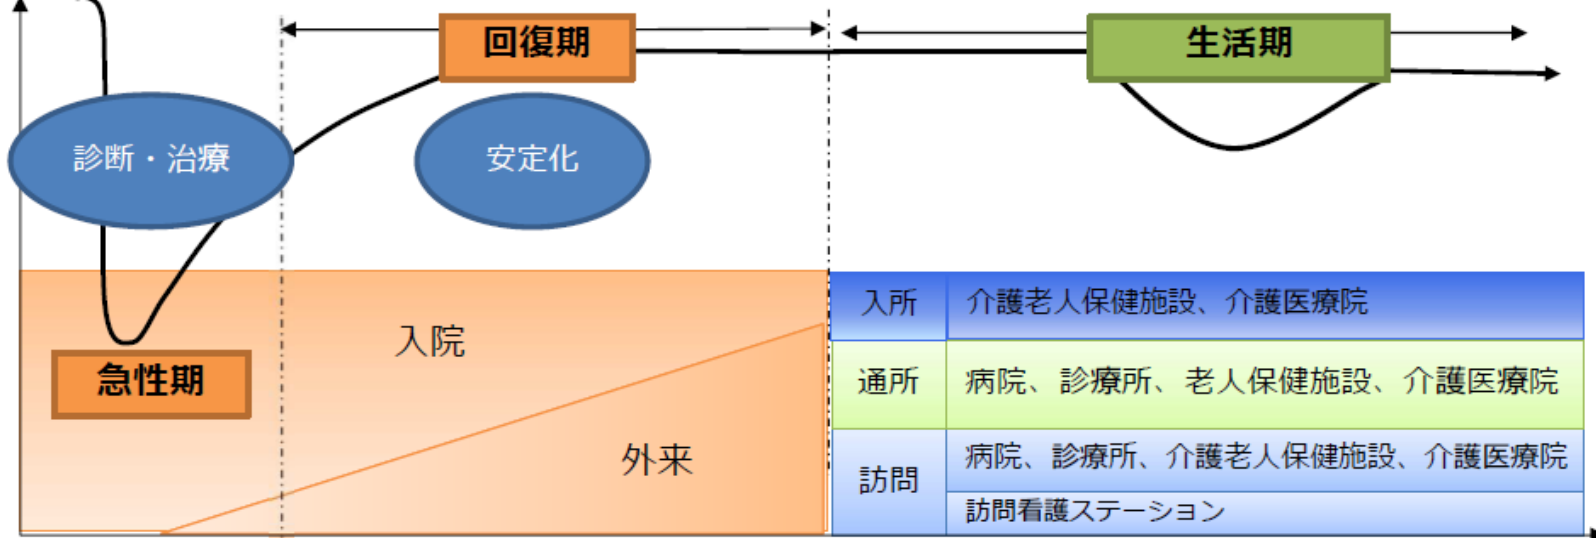 回復期
生活期
診断・治療
安定化
急性期
入院
外来
入所
介護老人保健施設、介護医療院
通所
病院、診療所、老人保健施設、介護医療院
訪問
病院、診療所、介護老人保健施設、介護医療院
訪問看護ステーション